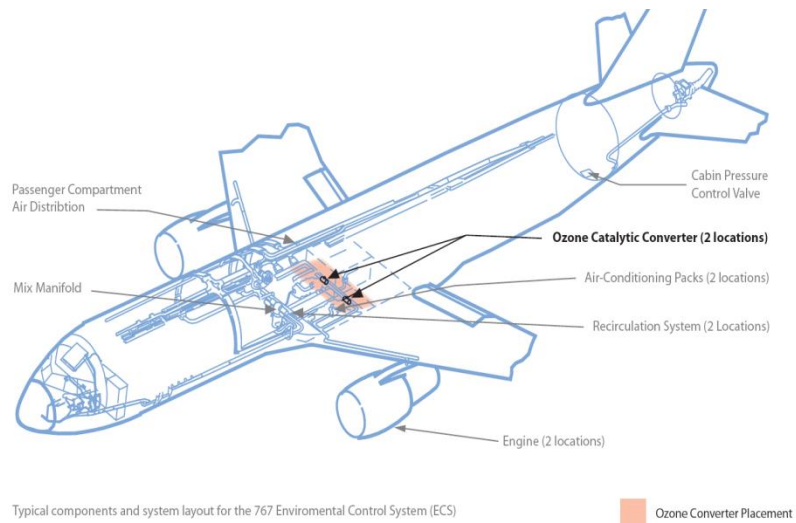 Passenger Compartment
Air Distribtion
Cabin Pressure
Control Valve
Ozone Catalytic Converter (2 locations)
Air-Conditioning Packs (2 locations)
Mix Manifold
Recirculation System (2 Locations)
Engine (2 locations)
Typical components and system layout for the 767 Enviromental Control System (ECS)
Ozone Converter Placement